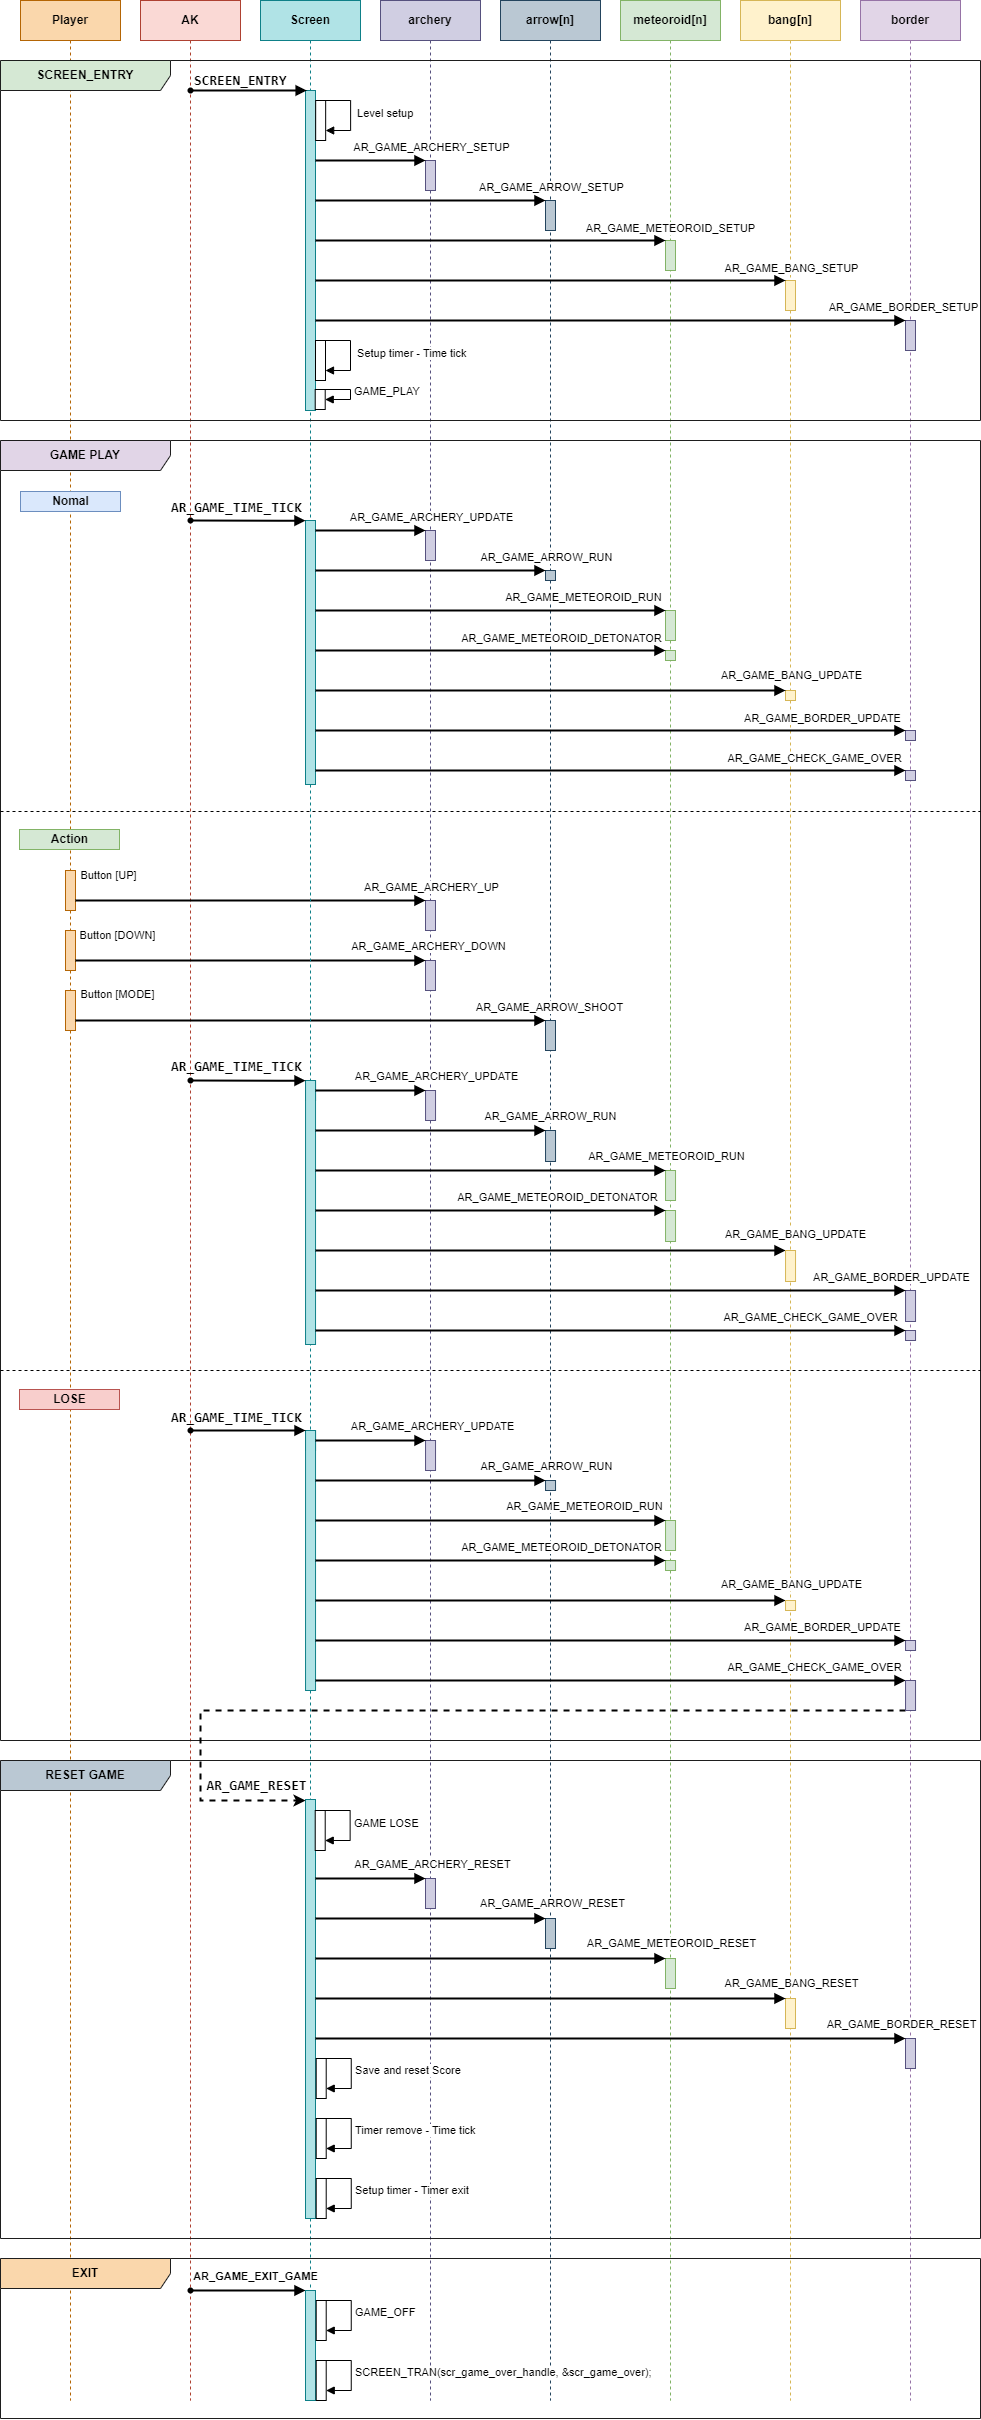 Player
AK
Screen
archery
arrow[n]
meteoroid[n]
bang[n]
border
SCREEN_ENTRY
SCREEN_ENTRY
Level setup
AR_GAME_ARCHERY_SETUP
AR_GAME_ARROW_SETUP
AR_GAME_METEOROID_SETUP
AR_GAME_BANG_SETUP
AR_GAME_BORDER_SETUP
Setup timer - Time tick
GAME_PLAY
GAME PLAY
Nomal
AR_GAME_TIME_TICK
AR_GAME_ARCHERY_UPDATE
AR_GAME_ARROW_RUN
AR_GAME_METEOROID_RUN
AR_GAME_METEOROID_DETONATOR
AR_GAME_BANG_UPDATE
AR_GAME_BORDER_UPDATE
AR_GAME_CHECK_GAME_OVER
Action
Button [UP]
AR_GAME_ARCHERY_UP
Button [DOWN]
AR_GAME_ARCHERY_DOWN
Button [MODE]
AR_GAME_ARROW_SHOOT
AR_GAME_TIME_TICK
AR_GAME_ARCHERY_UPDATE
AR_GAME_ARROW_RUN
AR_GAME_METEOROID_RUN
AR_GAME_METEOROID_DETONATOR
AR_GAME_BANG_UPDATE
AR_GAME_BORDER_UPDATE
AR_GAME_CHECK_GAME_OVER
LOSE
AR_GAME_TIME_TICK
AR_GAME_ARCHERY_UPDATE
AR_GAME_ARROW_RUN
AR_GAME_METEOROID_RUN
AR_GAME_METEOROID_DETONATOR
AR_GAME_BANG_UPDATE
AR_GAME_BORDER_UPDATE
AR_GAME_CHECK_GAME_OVER
RESET GAME
AR_GAME_RESET
GAME LOSE
AR_GAME_ARCHERY_RESET
AR_GAME_ARROW_RESET
AR_GAME_METEOROID_RESET
AR_GAME_BANG_RESET
AR_GAME_BORDER_RESET
Save and reset Score
Timer remove - Time tick
Setup timer - Timer exit
EXIT
AR_GAME_EXIT_GAME
GAME_OFF
SCREEN_TRAN(scr_game_over_handle, &scr_game_over);